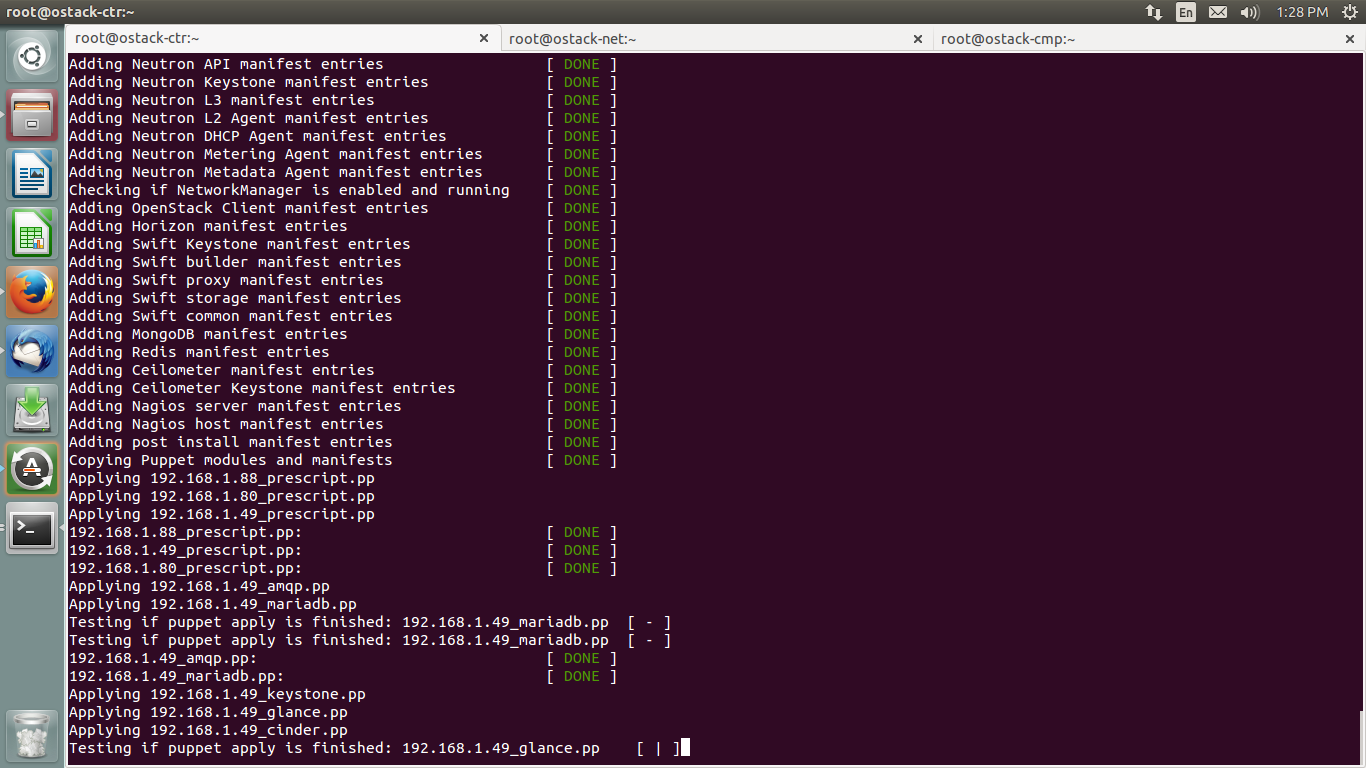 root@ostack-ctr:~
En
1:28 PM
root@ostack-ctr:~ × root@ostack-net:~ × root@ostack-cmp:~ ×
Adding Neutron API manifest entries [ DONE ]
Adding Neutron Keystone manifest entries [ DONE ]
Adding Neutron L3 manifest entries [ DONE ]
Adding Neutron L2 Agent manifest entries [ DONE ]
Adding Neutron DHCP Agent manifest entries [ DONE ]
Adding Neutron Metering Agent manifest entries [ DONE ]
Adding Neutron Metadata Agent manifest entries [ DONE ]
Checking if NetworkManager is enabled and running [ DONE ]
Adding OpenStack Client manifest entries [ DONE ]
Adding Horizon manifest entries [ DONE ]
Adding Swift Keystone manifest entries [ DONE ]
Adding Swift builder manifest entries [ DONE ]
Adding Swift proxy manifest entries [ DONE ]
Adding Swift storage manifest entries [ DONE ]
Adding Swift common manifest entries [ DONE ]
Adding MongoDB manifest entries [ DONE ]
Adding Redis manifest entries [ DONE ]
Adding Ceilometer manifest entries [ DONE ]
Adding Ceilometer Keystone manifest entries [ DONE ]
Adding Nagios server manifest entries [ DONE ]
Adding Nagios host manifest entries [ DONE ]
Adding post install manifest entries [ DONE ]
Copying Puppet modules and manifests [ DONE ]
Applying 192.168.1.88_prescript.pp
Applying 192.168.1.80_prescript.pp
Applying 192.168.1.49_prescript.pp
192.168.1.88_prescript.pp: [ DONE ]
192.168.1.49_prescript.pp: [ DONE ]
192.168.1.80_prescript.pp: [ DONE ]
Applying 192.168.1.49_amqp.pp
Applying 192.168.1.49_mariadb.pp
Testing if puppet apply is finished: 192.168.1.49_mariadb.pp [ - ]
Testing if puppet apply is finished: 192.168.1.49_mariadb.pp [ - ]
192.168.1.49_amqp.pp: [ DONE ]
192.168.1.49_mariadb.pp: [ DONE ]
Applying 192.168.1.49_keystone.pp
Applying 192.168.1.49_glance.pp
Applying 192.168.1.49_cinder.pp
Testing if puppet apply is finished: 192.168.1.49_glance.pp [ | ]